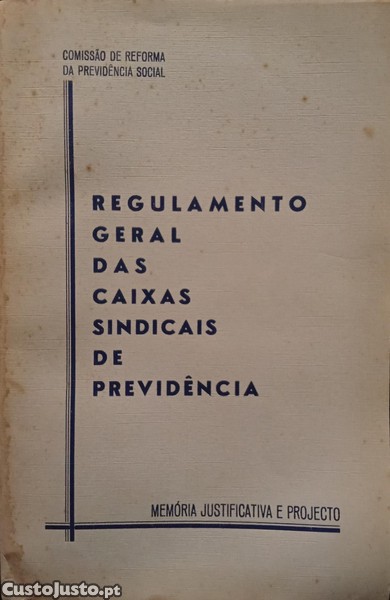 COMISSÃO DE REFORMA
DA PREVIDÊNCIA SOCIAL
REGULAMENTO
GERAL
DAS
CAIXAS
SINDICAIS
DE
PREVIDÊNCIA
MEMÓRIA JUSTIFICATIVA E PROJECTO
CustoJusto.pt